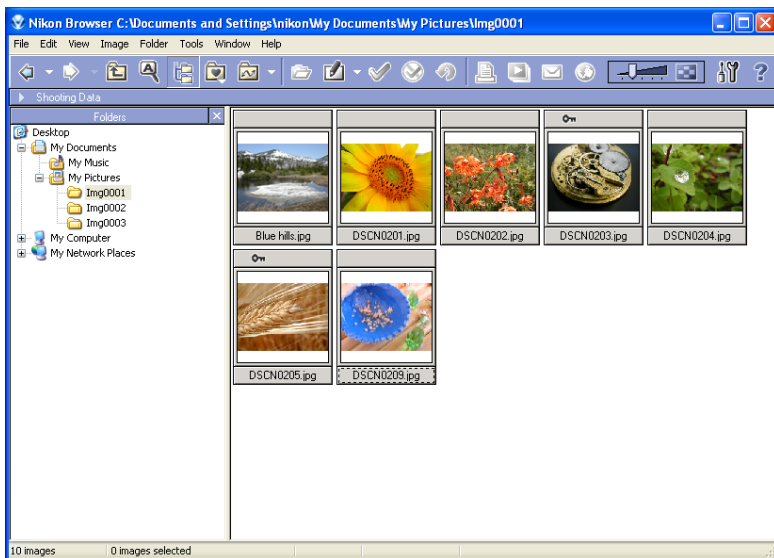 Nikon Browser C:\Documents and Settings\nikon\My Documents\My Pictures\Img0001
File Edit View Image Folder Tools Window Help
Shooting Data
Folders
Desktop
My Documents
My Music
My Pictures
Img0001
Img0002
Img0003
My Computer
My Network Places
Blue hills.jpg DSCN0201.jpg DSCN0202.jpg DSCN0203.jpg DSCN0204.jpg
DSCN0205.jpg DSCN0209.jpg
10 images 0 images selected